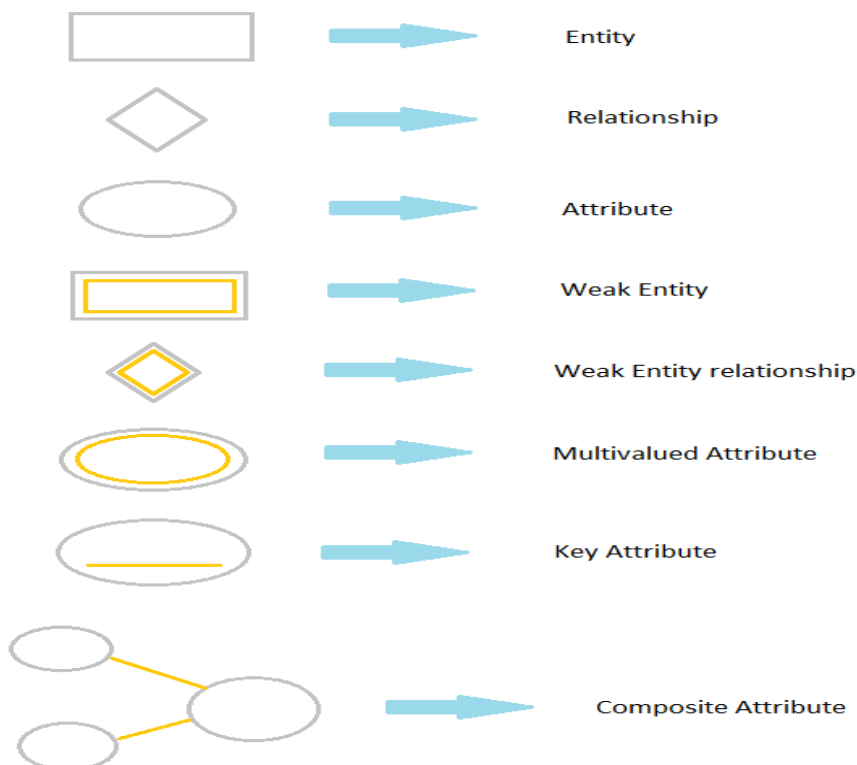 Entity
Relationship
Attribute
Weak Entity
Weak Entity relationship
Multivalued Attribute
Key Attribute
Composite Attribute